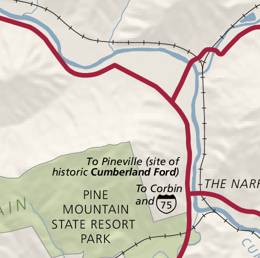 To Pineville (site of
historic Cumberland Ford)
To Corbin
and 75
THE NAR
PINE
MOUNTAIN
STATE RESORT
PARK
AIN
CU